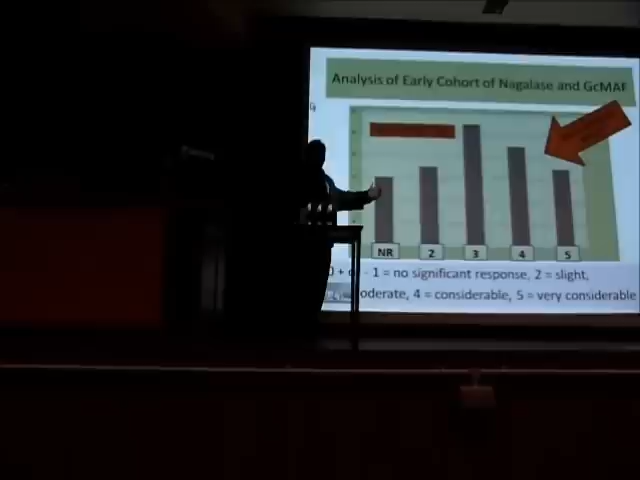 Analysis of Early Cohort of Nagalase and GcMAF
NR 2 3 4 5
- 1 = no significant response, 2 = slight,
oderate, 4 = considerable, 5 = very considerable